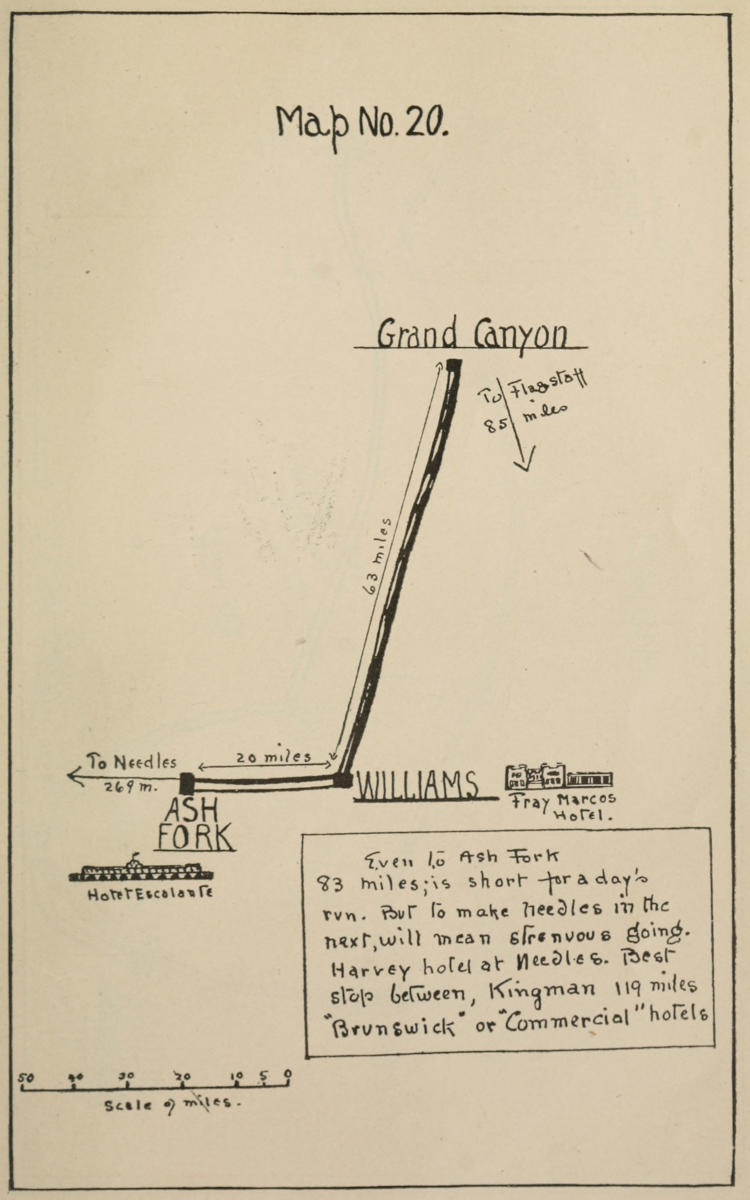 Map No. 20.
Grand Canyon
To Flagstaff
85 miles
63 miles
To Needles
269 m.
20 miles
WILLIAMS
ASH
FORK
Fray Marcos
Hotel.
Hotel Escalante
Even to Ash Fork
83 miles; is short for a day's
run. But to make Needles in the
next, will mean strenuous going.
Harvey hotel at Needles. Best
stop between, Kingman 119 miles
"Brunswick" or "Commercial" hotels
50 40 30 20 10 5 0
Scale of miles.